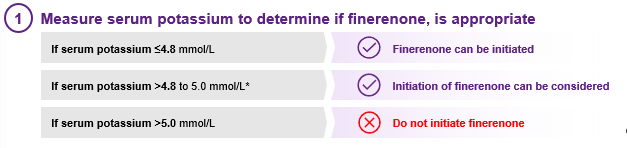 1 Measure serum potassium to determine if finerenone, is appropriate
If serum potassium ≤4.8 mmol/L Finerenone can be initiated
If serum potassium >4.8 to 5.0 mmol/L* Initiation of finerenone can be considered
If serum potassium >5.0 mmol/L Do not initiate finerenone